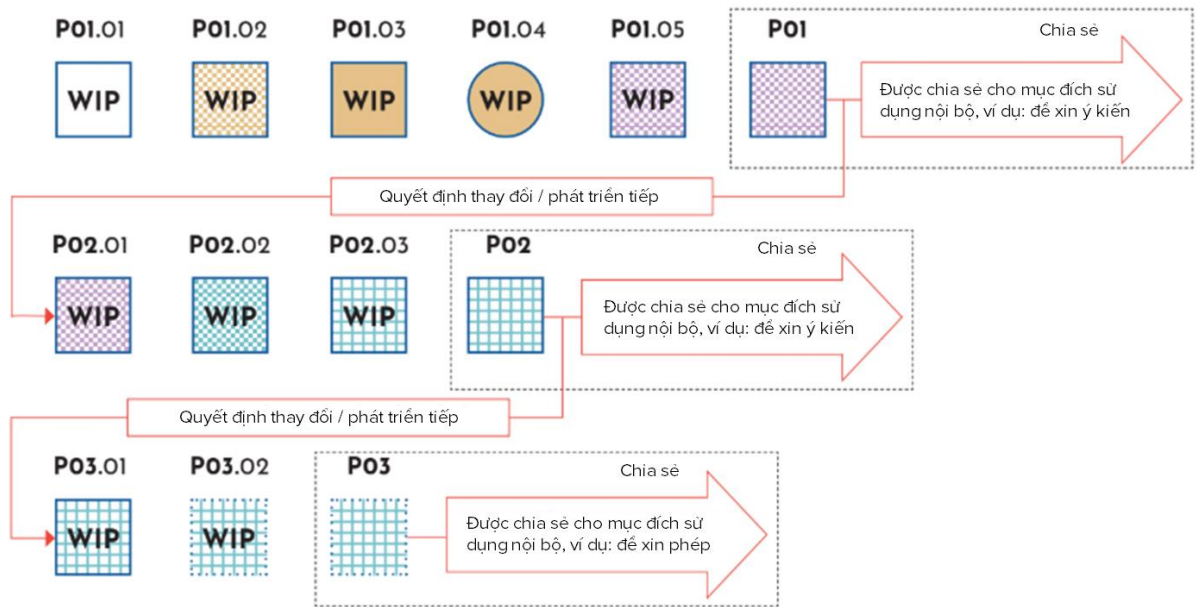 P01.01 P01.02 P01.03 P01.04 P01.05 P01 Chia sẻ
WIP WIP WIP WIP WIP
Được chia sẻ cho mục đích sử
dụng nội bộ, ví dụ: để xin ý kiến
Quyết định thay đổi / phát triển tiếp
P02.01 P02.02 P02.03 P02 Chia sẻ
WIP WIP WIP
Được chia sẻ cho mục đích sử
dụng nội bộ, ví dụ: để xin ý kiến
Quyết định thay đổi / phát triển tiếp
P03.01 P03.02 P03 Chia sẻ
WIP WIP
Được chia sẻ cho mục đích sử
dụng nội bộ, ví dụ: để xin phép